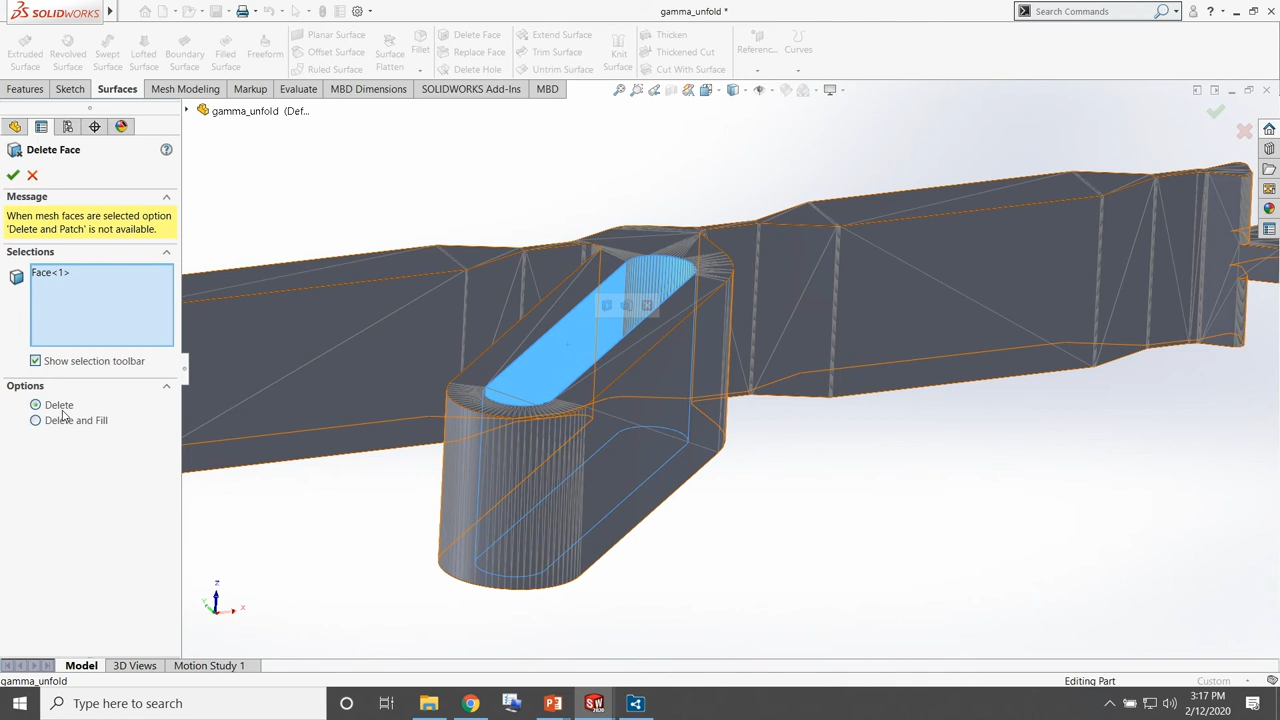 SOLIDWORKS
gamma_unfold *
Search Commands
Extruded Surface
Revolved Surface
Swept Surface
Lofted Surface
Boundary Surface
Filled Surface
Freeform
Planar Surface
Offset Surface
Ruled Surface
Surface Flatten
Fillet
Delete Face
Replace Face
Delete Hole
Extend Surface
Trim Surface
Untrim Surface
Knit Surface
Thicken
Thickened Cut
Cut With Surface
Referenc...
Curves
Features
Sketch
Surfaces
Mesh Modeling
Markup
Evaluate
MBD Dimensions
SOLIDWORKS Add-Ins
MBD
gamma_unfold (Def...
Delete Face
Message
When mesh faces are selected option
'Delete and Patch' is not available.
Selections
Face<1>
Show selection toolbar
Options
Delete
Delete and Fill
Z
Y
X
Model
3D Views
Motion Study 1
gamma_unfold
Editing Part
Custom
Type here to search
SW
2020
3:17 PM
2/12/2020